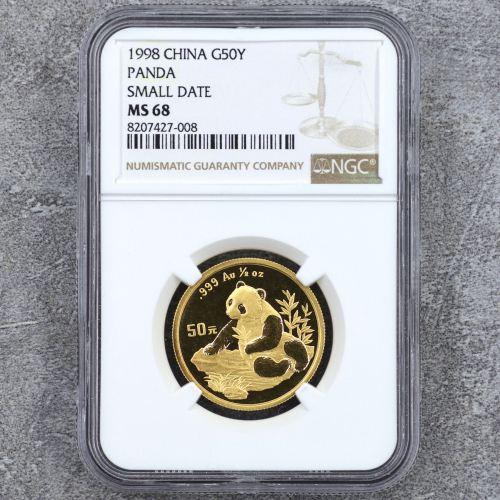 1998 CHINA G50Y
PANDA
SMALL DATE
MS 68
8207427-008
NUMISMATIC GUARANTY COMPANY
NGC®
.999 Au ½ oz
50元